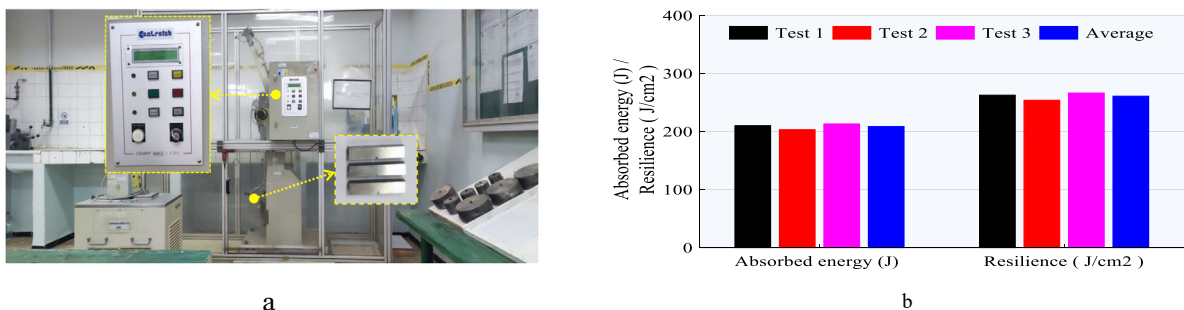 Controlab
400
300
200
100
0
Absorbed energy (J) /
Resilience ( J/cm2 )
Test 1
Test 2
Test 3
Average
Absorbed energy (J)
Resilience ( J/cm2 )
a
b